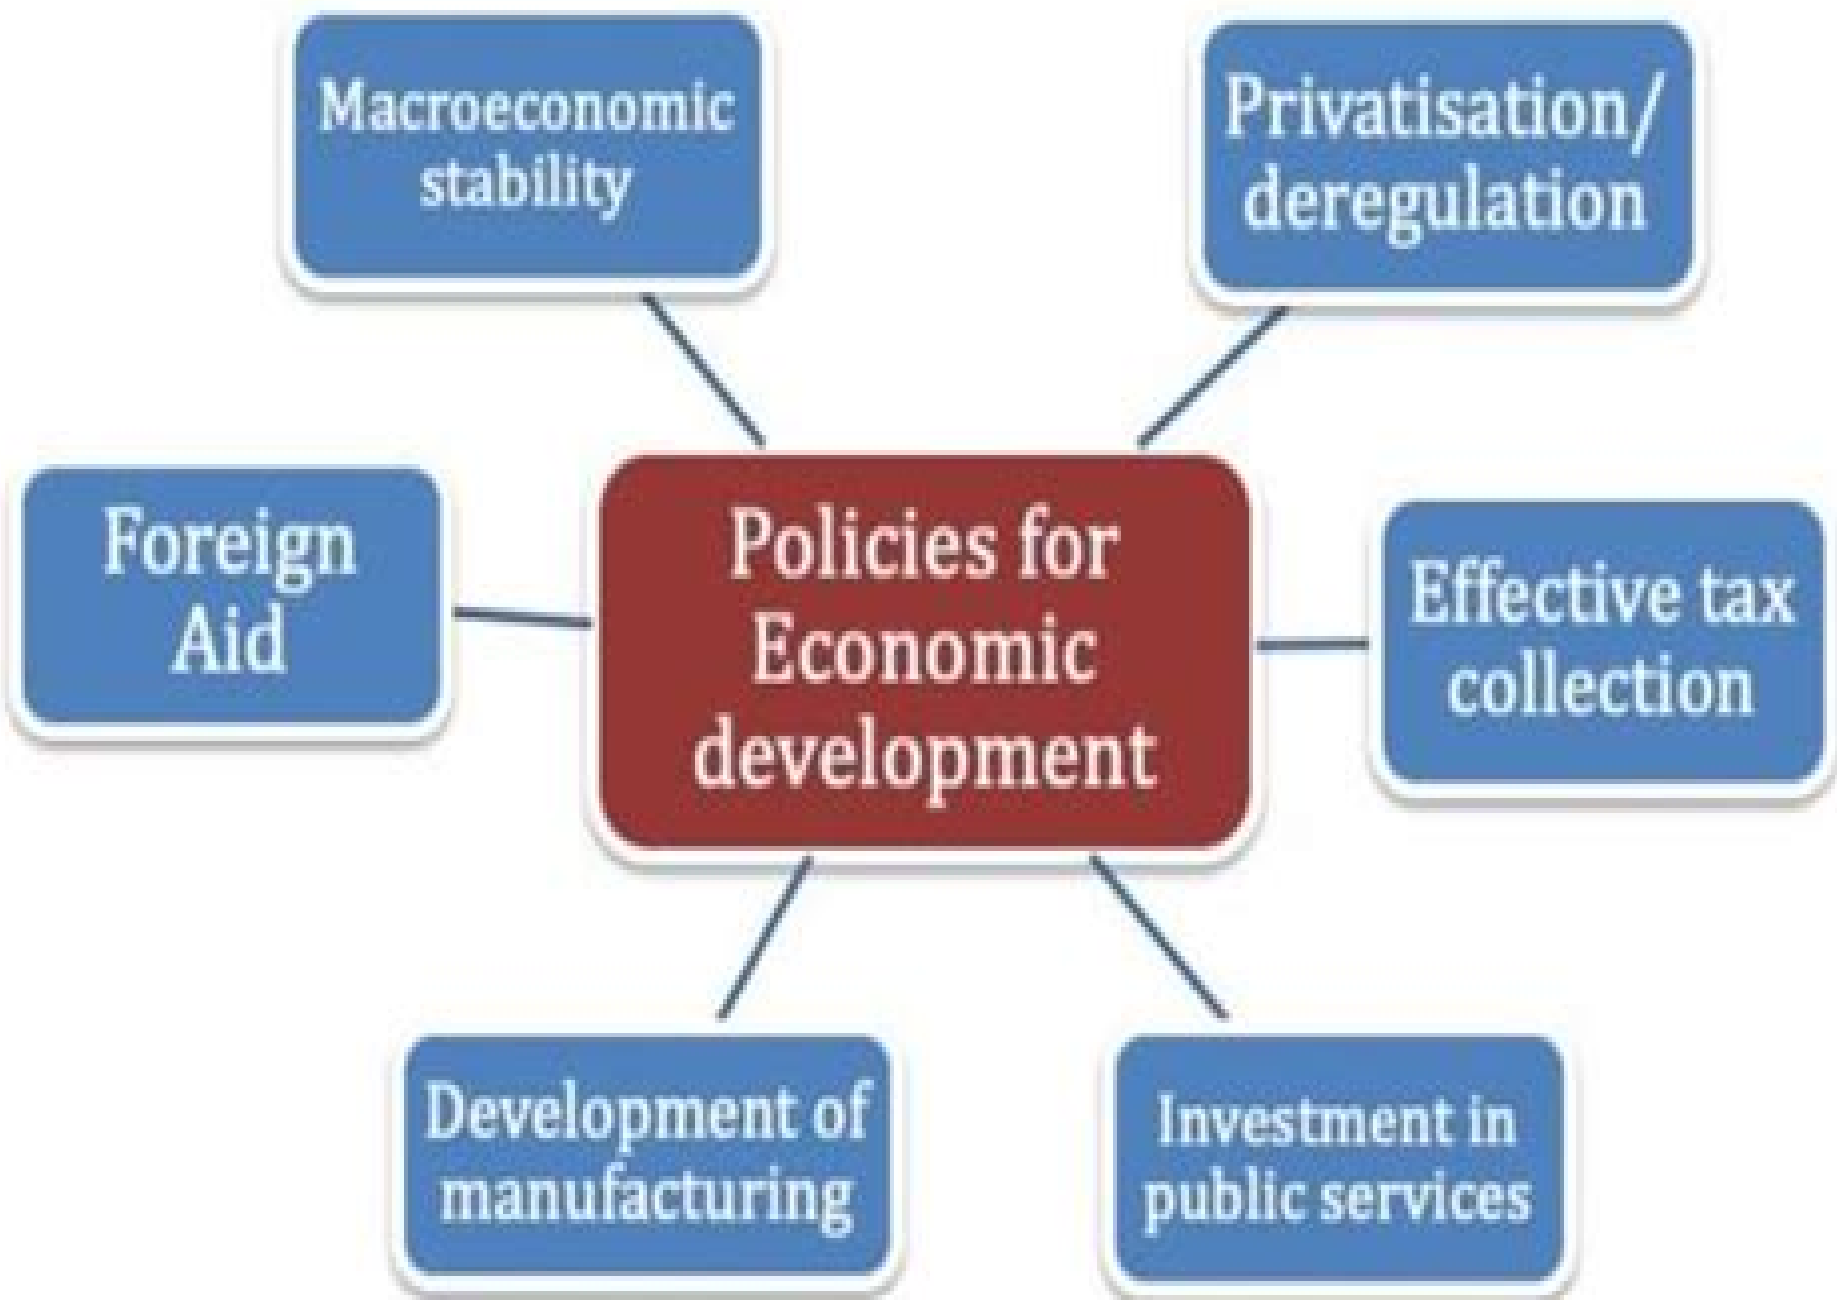 Macroeconomic
stability
Privatisation/
deregulation
Foreign
Aid
Policies for
Economic
development
Effective tax
collection
Development of
manufacturing
Investment in
public services